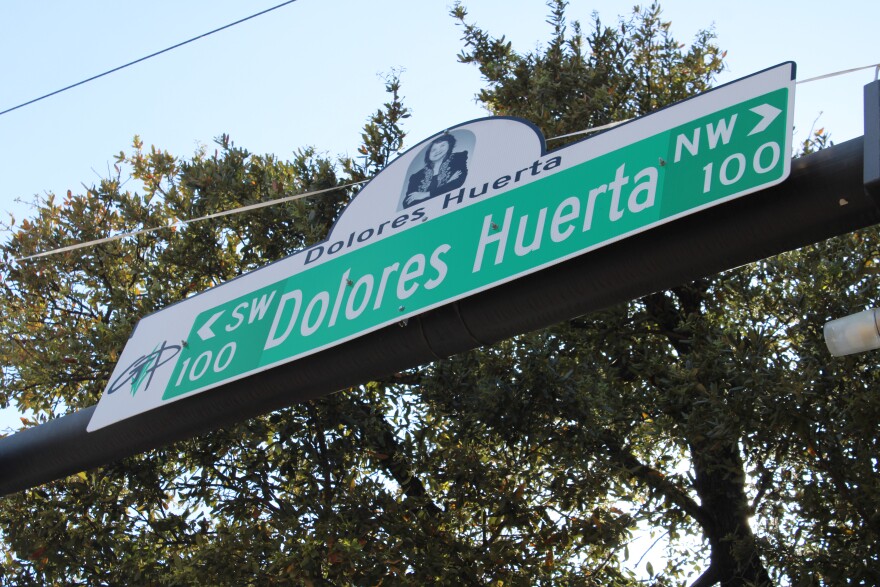 Dolores Huerta
< SW Dolores Huerta NW >
100 100